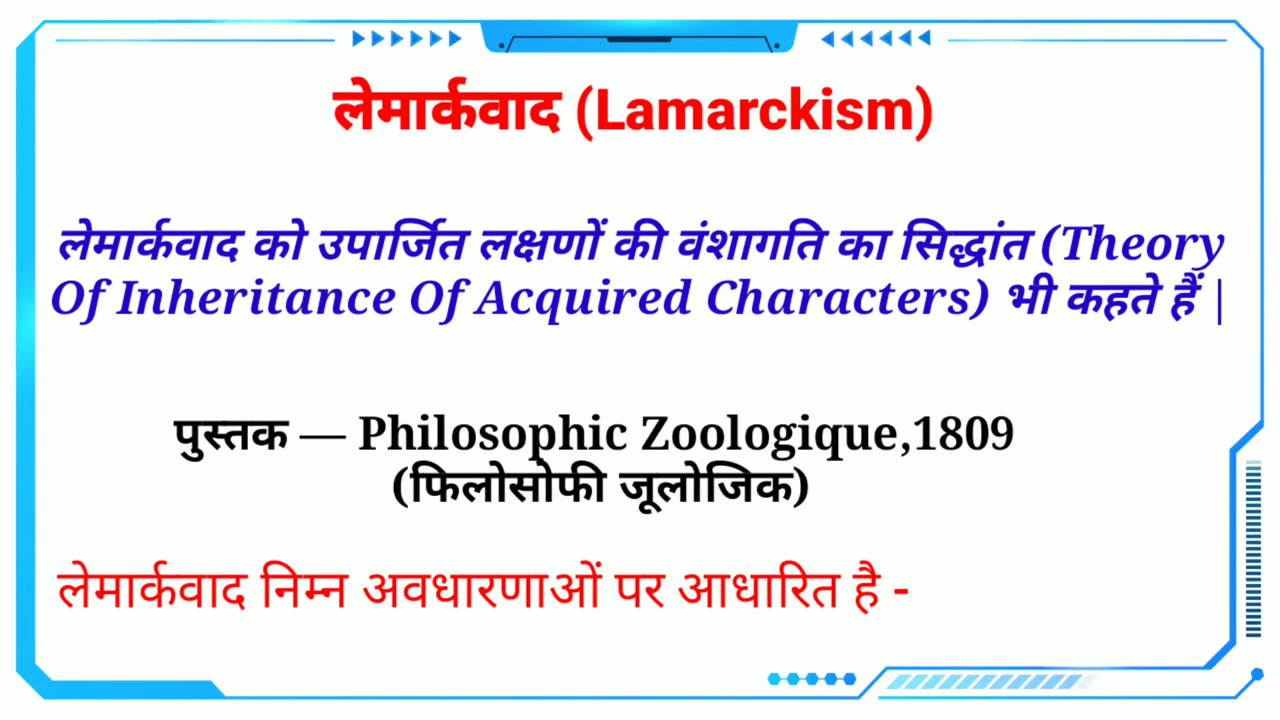 लेमार्कवाद (Lamarckism)
लेमार्कवाद को उपार्जित लक्षणों की वंशागति का सिद्धांत (Theory
Of Inheritance Of Acquired Characters) भी कहते हैं |
पुस्तक — Philosophic Zoologique,1809
(फिलोसोफी जूलोजिक)
लेमार्कवाद निम्न अवधारणाओं पर आधारित है -